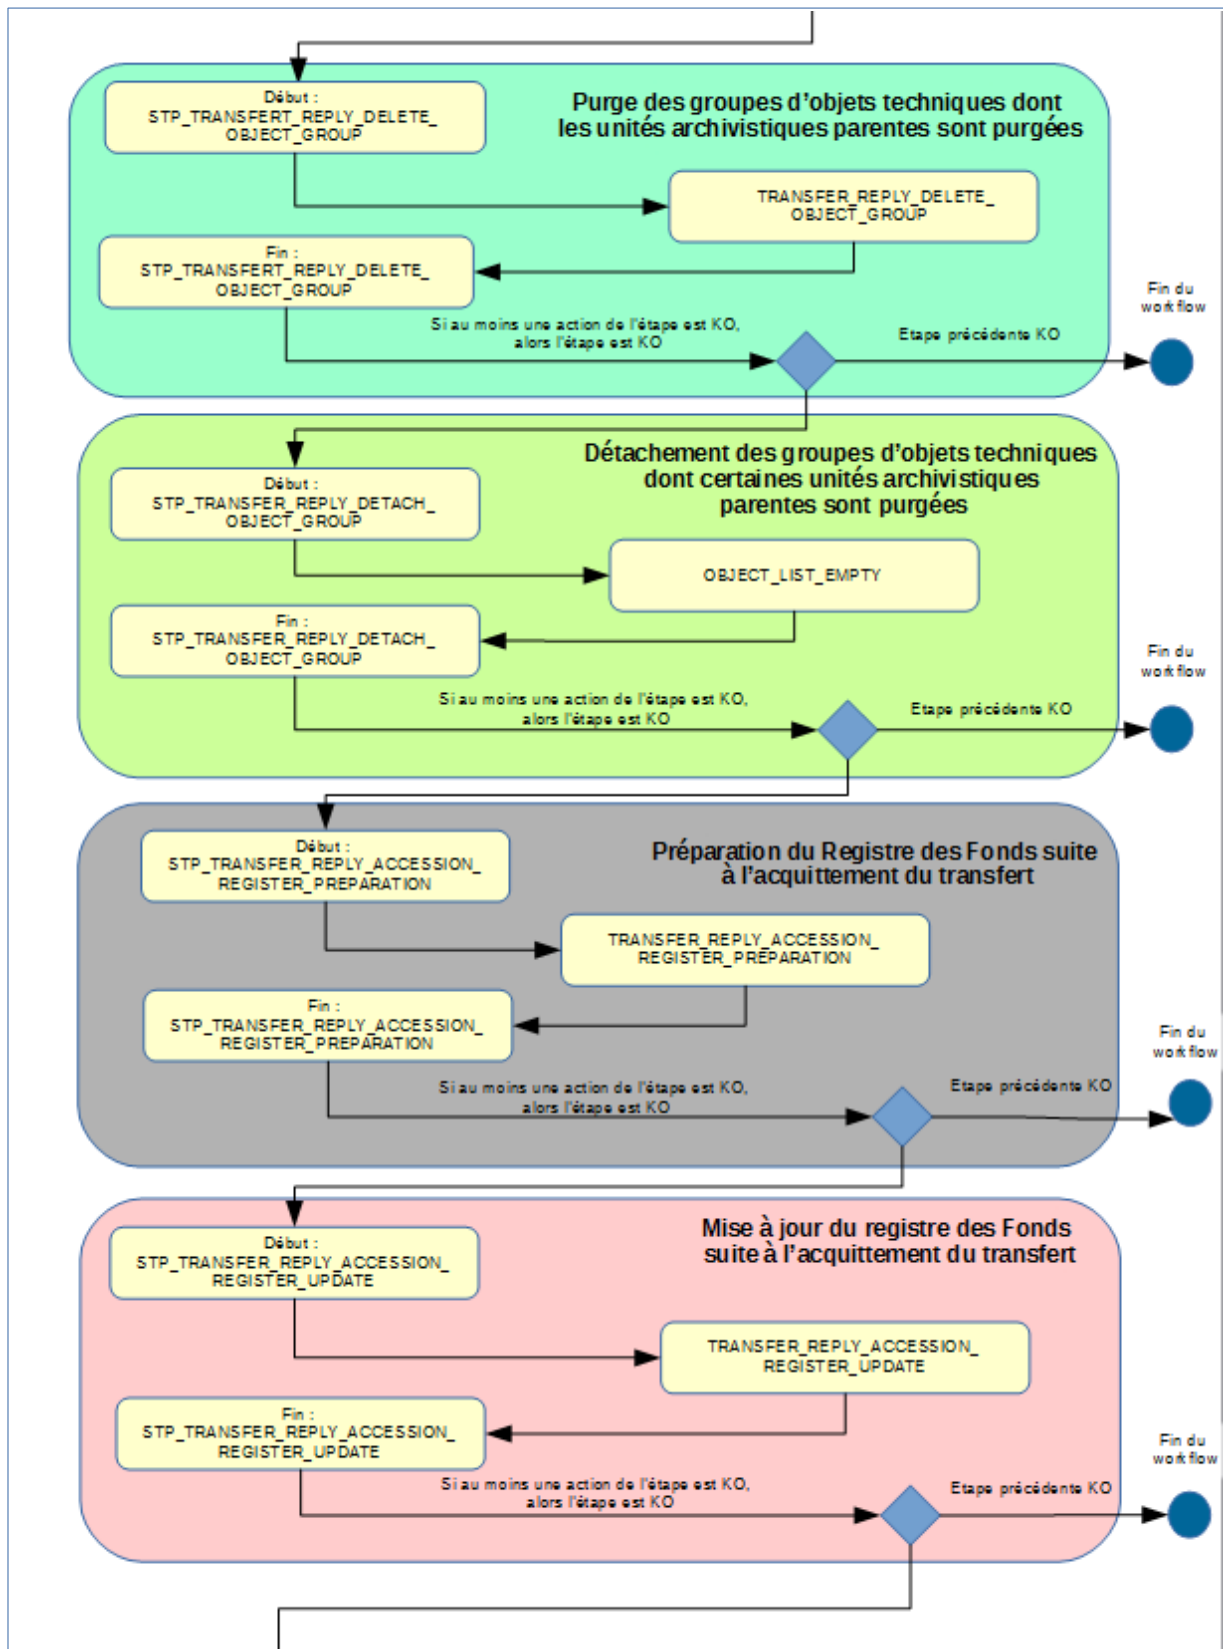 Début :
STP_TRANSFERT_REPLY_DELETE_
OBJECT_GROUP
Purge des groupes d'objets techniques dont
les unités archivistiques parentes sont purgées
TRANSFER_REPLY_DELETE_
OBJECT_GROUP
Fin :
STP_TRANSFERT_REPLY_DELETE_
OBJECT_GROUP
Si au moins une action de l'étape est KO,
alors l'étape est KO
Etape précédente KO
Fin du
workflow
Détachement des groupes d'objets techniques
dont certaines unités archivistiques
parentes sont purgées
Début :
STP_TRANSFER_REPLY_DETACH_
OBJECT_GROUP
OBJECT_LIST_EMPTY
Fin :
STP_TRANSFER_REPLY_DETACH_
OBJECT_GROUP
Si au moins une action de l'étape est KO,
alors l'étape est KO
Etape précédente KO
Fin du
workflow
Début :
STP_TRANSFER_REPLY_ACCESSION_
REGISTER_PREPARATION
Préparation du Registre des Fonds suite
à l'acquittement du transfert
TRANSFER_REPLY_ACCESSION_
REGISTER_PREPARATION
Fin :
STP_TRANSFER_REPLY_ACCESSION_
REGISTER_PREPARATION
Si au moins une action de l'étape est KO,
alors l'étape est KO
Etape précédente KO
Fin du
workflow
Mise à jour du registre des Fonds
suite à l'acquittement du transfert
Début :
STP_TRANSFER_REPLY_ACCESSION_
REGISTER_UPDATE
TRANSFER_REPLY_ACCESSION_
REGISTER_UPDATE
Fin :
STP_TRANSFER_REPLY_ACCESSION_
REGISTER_UPDATE
Si au moins une action de l'étape est KO,
alors l'étape est KO
Etape précédente KO
Fin du
workflow